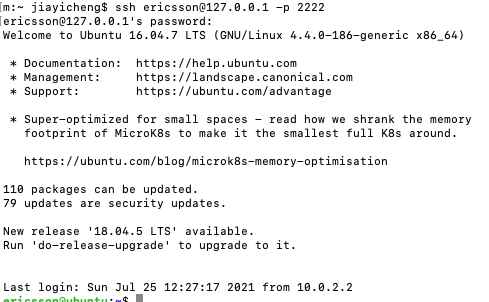 [m:~ jiayicheng$ ssh ericsson@127.0.0.1 -p 2222
[ericsson@127.0.0.1's password:
Welcome to Ubuntu 16.04.7 LTS (GNU/Linux 4.4.0-186-generic x86_64)
* Documentation:  https://help.ubuntu.com
* Management:     https://landscape.canonical.com
* Support:        https://ubuntu.com/advantage
* Super-optimized for small spaces - read how we shrank the memory
footprint of MicroK8s to make it the smallest full K8s around.
https://ubuntu.com/blog/microk8s-memory-optimisation
110 packages can be updated.
79 updates are security updates.
New release '18.04.5 LTS' available.
Run 'do-release-upgrade' to upgrade to it.
Last login: Sun Jul 25 12:27:17 2021 from 10.0.2.2
ericsson@ubuntu:~$